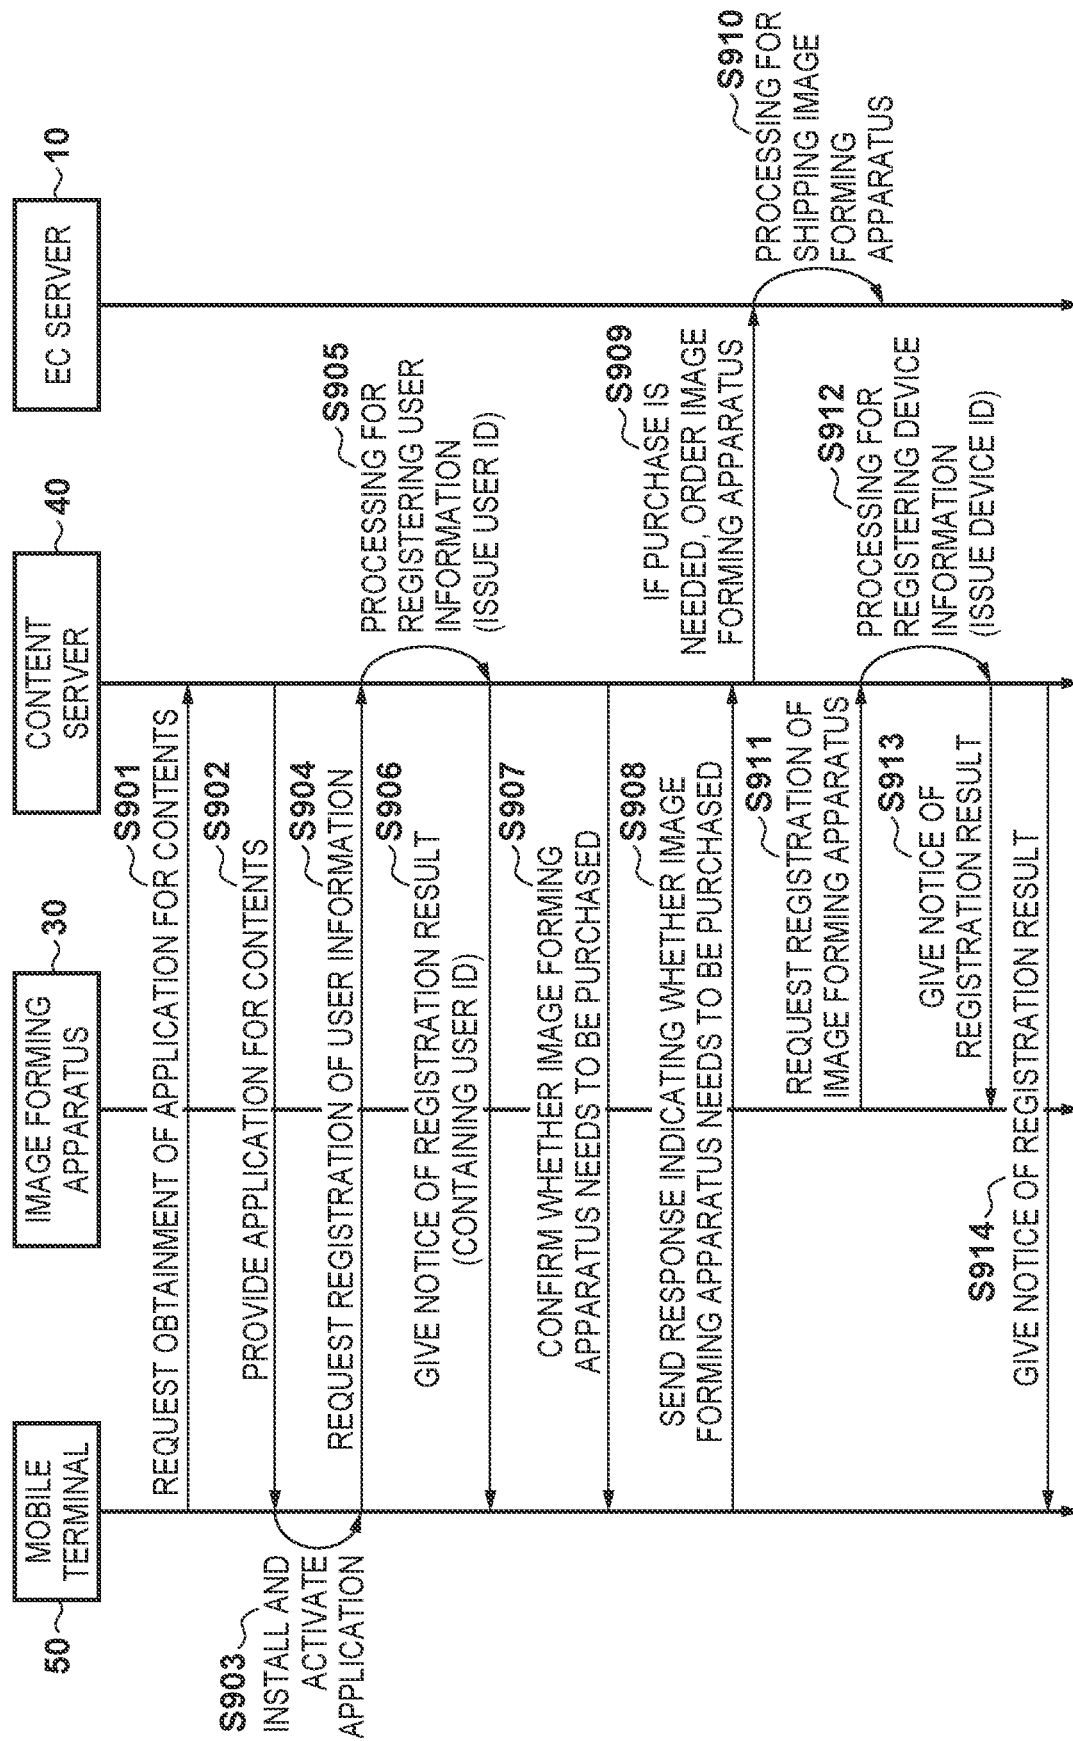 MOBILE
TERMINAL
50
IMAGE FORMING
APPARATUS
30
CONTENT
SERVER
40
EC SERVER
10
S901
REQUEST OBTAINMENT OF APPLICATION FOR CONTENTS
S902
PROVIDE APPLICATION FOR CONTENTS
S903
INSTALL AND
ACTIVATE
APPLICATION
S904
REQUEST REGISTRATION OF USER INFORMATION
S905
PROCESSING FOR
REGISTERING USER
INFORMATION
(ISSUE USER ID)
S906
GIVE NOTICE OF REGISTRATION RESULT
(CONTAINING USER ID)
S907
CONFIRM WHETHER IMAGE FORMING
APPARATUS NEEDS TO BE PURCHASED
S908
SEND RESPONSE INDICATING WHETHER IMAGE
FORMING APPARATUS NEEDS TO BE PURCHASED
S909
IF PURCHASE IS
NEEDED, ORDER IMAGE
FORMING APPARATUS
S910
PROCESSING FOR
SHIPPING IMAGE
FORMING
APPARATUS
S911
REQUEST REGISTRATION OF
IMAGE FORMING APPARATUS
S912
PROCESSING FOR
REGISTERING DEVICE
INFORMATION
(ISSUE DEVICE ID)
S913
GIVE NOTICE OF
REGISTRATION RESULT
S914
GIVE NOTICE OF REGISTRATION RESULT